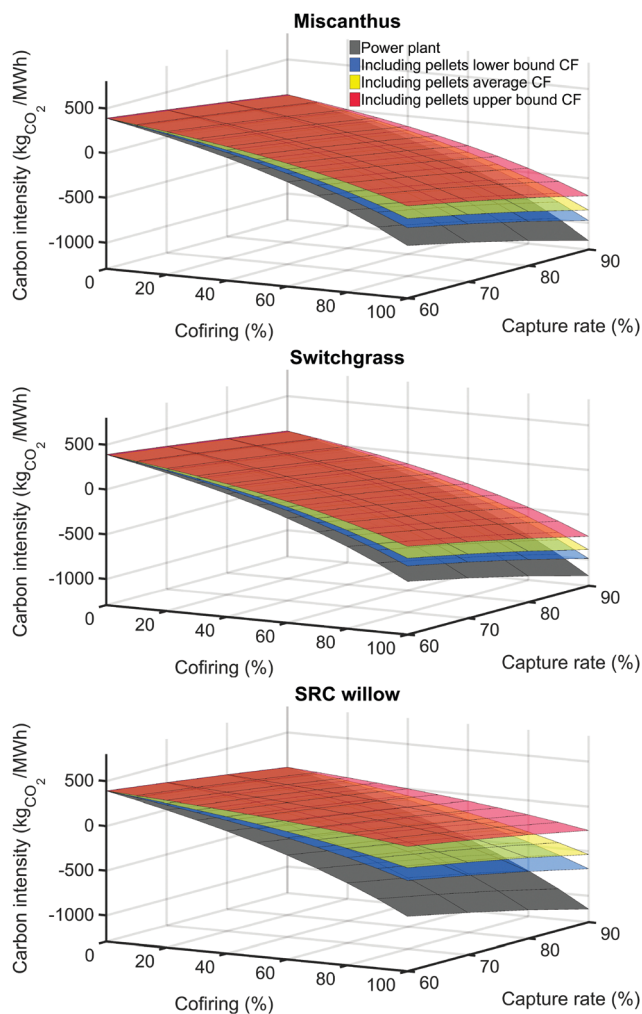 Miscanthus
Power plant
Including pellets lower bound CF
Including pellets average CF
Including pellets upper bound CF
Carbon intensity (kgCO2/MWh)
500
0
-500
-1000
0
20
40
60
80
100
Cofiring (%)
60
70
80
90
Capture rate (%)
Switchgrass
Carbon intensity (kgCO2/MWh)
500
0
-500
-1000
0
20
40
60
80
100
Cofiring (%)
60
70
80
90
Capture rate (%)
SRC willow
Carbon intensity (kgCO2/MWh)
500
0
-500
-1000
0
20
40
60
80
100
Cofiring (%)
60
70
80
90
Capture rate (%)